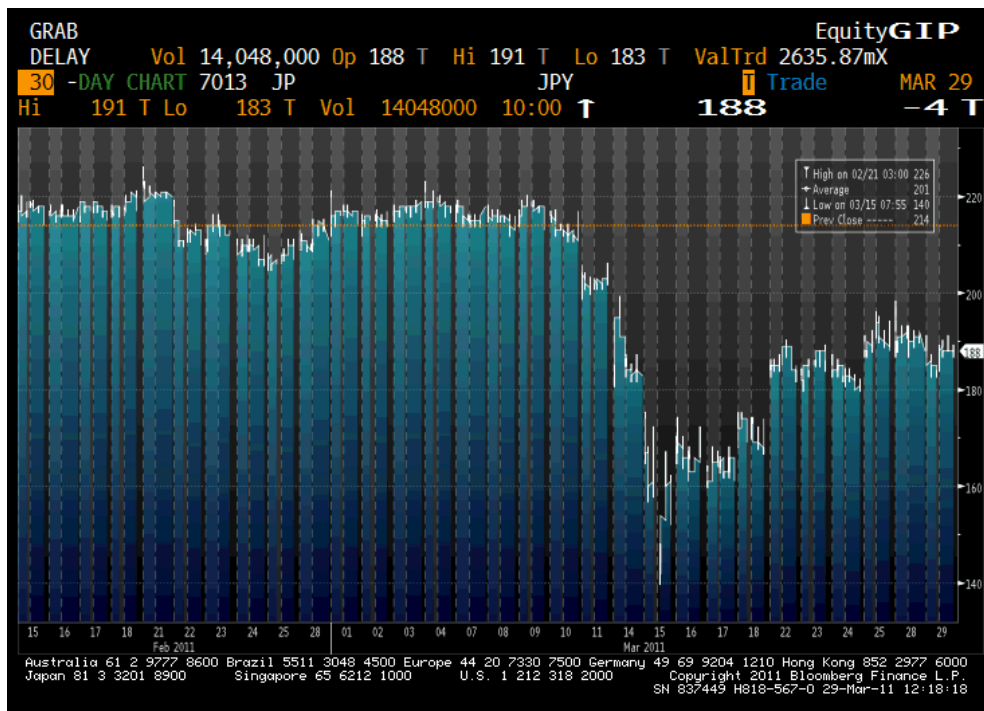 GRAB EquityGIP
DELAY Vol 14,048,000 Op 188 T Hi 191 T Lo 183 T ValTrd 2635.87mX
30 -DAY CHART 7013 JP JPY T Trade MAR 29
Hi 191 T Lo 183 T Vol 14048000 10:00 ↑ 188 -4 T
High on 02/21 03:00 226
Average 201
Low on 03/15 07:55 140
Prev Close ----- 214
220
200
188
180
160
140
15 16 17 18 21 22 23 24 25 28 01 02 03 04 07 08 09 10 11 14 15 16 17 18 22 23 24 25 28 29
Feb 2011 Mar 2011
Australia 61 2 9777 8600 Brazil 5511 3048 4500 Europe 44 20 7330 7500 Germany 49 69 9204 1210 Hong Kong 852 2977 6000
Japan 81 3 3201 8900 Singapore 65 6212 1000 U.S. 1 212 318 2000 Copyright 2011 Bloomberg Finance L.P.
SN 837449 H818-567-0 29-Mar-11 12:18:18